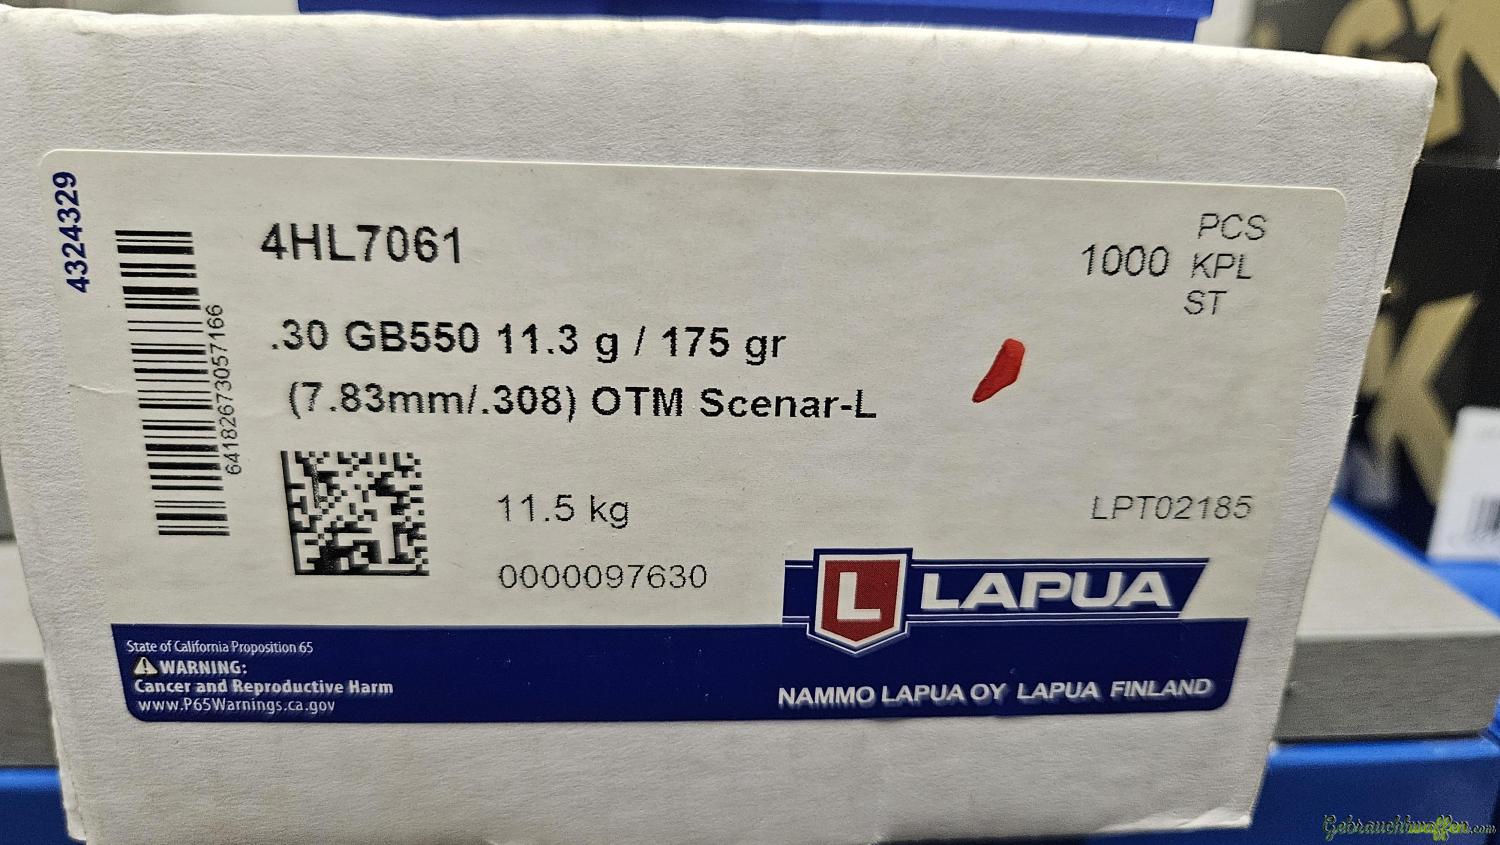 4324329
6418267305716​6
4HL7061
1000
PCS
KPL
ST
.30 GB550 11.3 g / 175 gr
(7.83mm/.308) OTM Scenar-L
11.5 kg
0000097630
LPT02185
L LAPUA
State of California Proposition 65
WARNING:
Cancer and Reproductive Harm
www.P65Warnings.ca.gov
NAMMO LAPUA OY LAPUA FINLAND
Gebrauchtwaffen.com